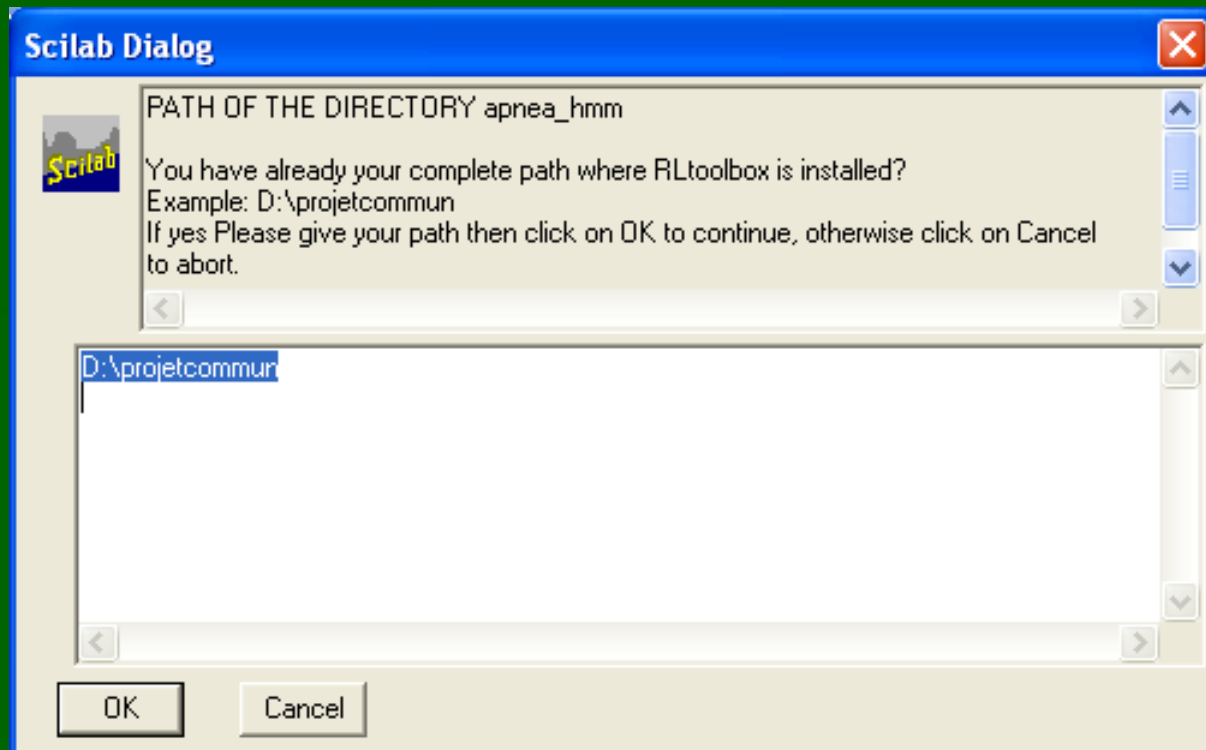 Scilab Dialog
Scilab
PATH OF THE DIRECTORY apnea_hmm
You have already your complete path where RLtoolbox is installed?
Example: D:\projetcommun
If yes Please give your path then click on OK to continue, otherwise click on Cancel
to abort.
D:\projetcommun
OK
Cancel